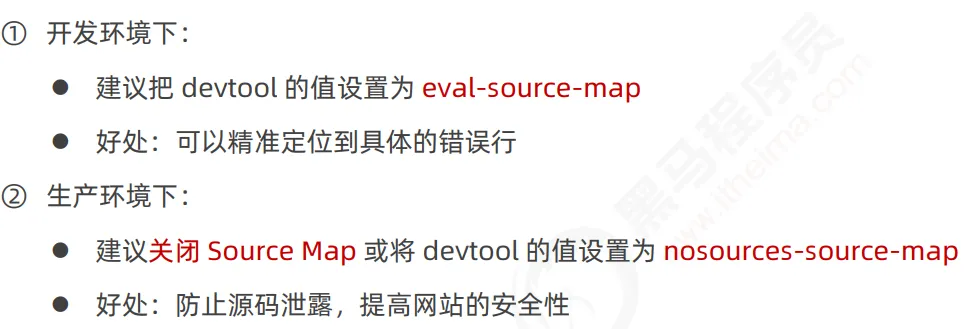 ① 开发环境下：
● 建议把 devtool 的值设置为 eval-source-map
● 好处：可以精准定位到具体的错误行
② 生产环境下：
● 建议关闭 Source Map 或将 devtool 的值设置为 nosources-source-map
● 好处：防止源码泄露，提高网站的安全性
黑马程序员
www.itheima.com